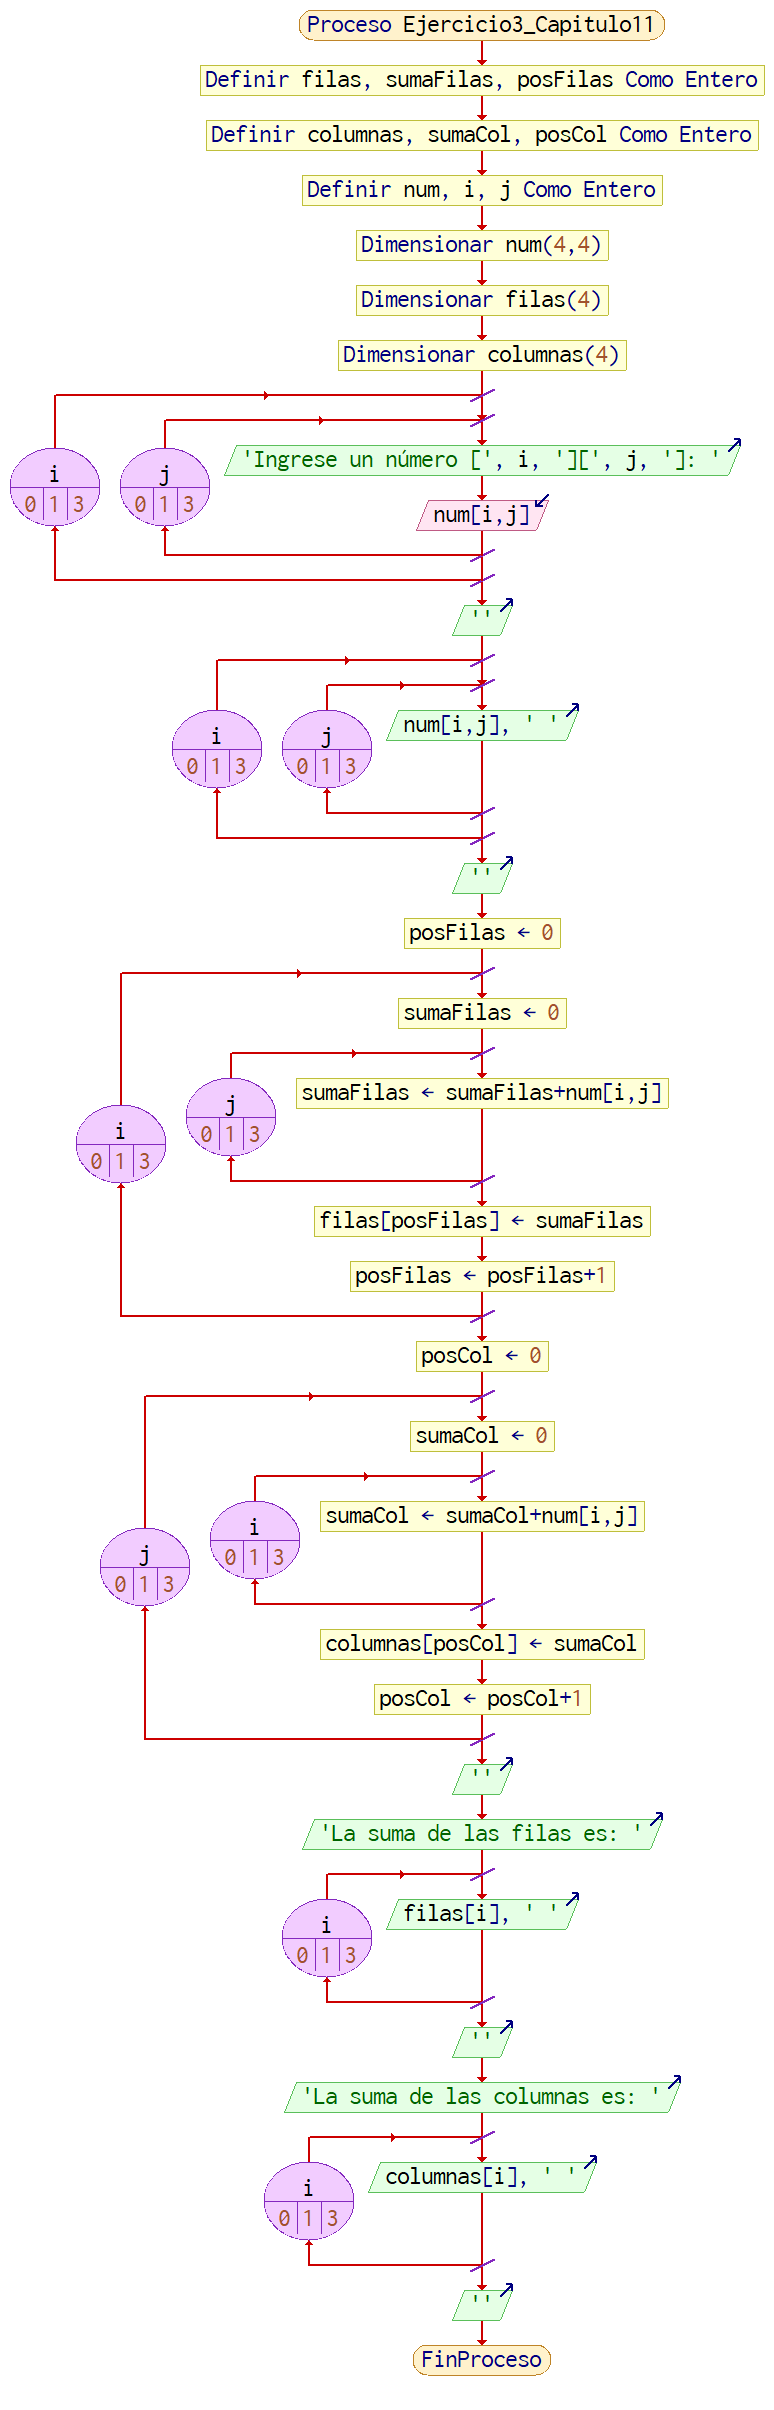 Proceso Ejercicio3_Capitulo11
Definir filas, sumaFilas, posFilas Como Entero
Definir columnas, sumaCol, posCol Como Entero
Definir num, i, j Como Entero
Dimensionar num(4,4)
Dimensionar filas(4)
Dimensionar columnas(4)
i
0 1 3
j
0 1 3
'Ingrese un número [', i, '][', j, ']: '
num[i,j]
''
i
0 1 3
j
0 1 3
num[i,j], ' '
''
posFilas ← 0
sumaFilas ← 0
i
0 1 3
j
0 1 3
sumaFilas ← sumaFilas+num[i,j]
filas[posFilas] ← sumaFilas
posFilas ← posFilas+1
posCol ← 0
sumaCol ← 0
j
0 1 3
i
0 1 3
sumaCol ← sumaCol+num[i,j]
columnas[posCol] ← sumaCol
posCol ← posCol+1
''
'La suma de las filas es: '
i
0 1 3
filas[i], ' '
''
'La suma de las columnas es: '
i
0 1 3
columnas[i], ' '
''
FinProceso